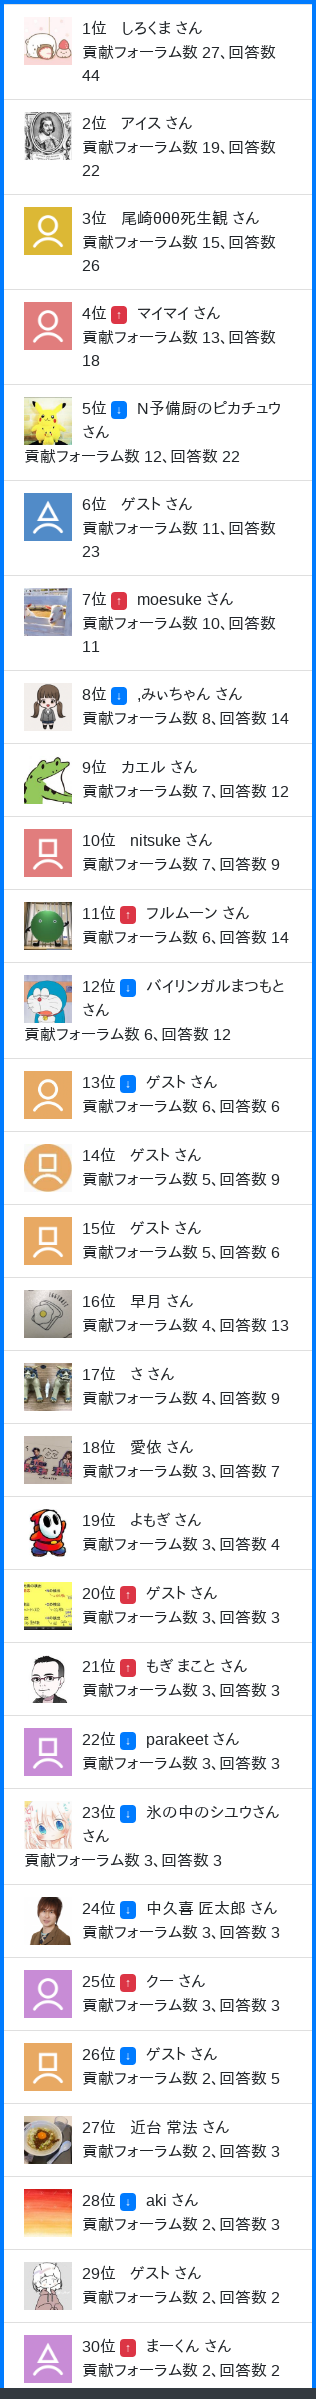 1位 しろくま さん
貢献フォーラム数 27、回答数
44
2位 アイス さん
貢献フォーラム数 19、回答数
22
3位 尾崎θθθ死生観 さん
貢献フォーラム数 15、回答数
26
4位 ↑ マイマイ さん
貢献フォーラム数 13、回答数
18
5位 ↓ N予備厨のピカチュウ
さん
貢献フォーラム数 12、回答数 22
6位 ゲスト さん
貢献フォーラム数 11、回答数
23
7位 ↑ moesuke さん
貢献フォーラム数 10、回答数
11
8位 ↓ ,みぃちゃん さん
貢献フォーラム数 8、回答数 14
9位 カエル さん
貢献フォーラム数 7、回答数 12
10位 nitsuke さん
貢献フォーラム数 7、回答数 9
11位 ↑ フルムーン さん
貢献フォーラム数 6、回答数 14
12位 ↓ バイリンガルまつもと
さん
貢献フォーラム数 6、回答数 12
13位 ↓ ゲスト さん
貢献フォーラム数 6、回答数 6
14位 ゲスト さん
貢献フォーラム数 5、回答数 9
15位 ゲスト さん
貢献フォーラム数 5、回答数 6
16位 早月 さん
貢献フォーラム数 4、回答数 13
17位 さ さん
貢献フォーラム数 4、回答数 9
18位 愛依 さん
貢献フォーラム数 3、回答数 7
19位 よもぎ さん
貢献フォーラム数 3、回答数 4
20位 ↑ ゲスト さん
貢献フォーラム数 3、回答数 3
21位 ↑ もぎ まこと さん
貢献フォーラム数 3、回答数 3
22位 ↓ parakeet さん
貢献フォーラム数 3、回答数 3
23位 ↓ 氷の中のシユウさん
さん
貢献フォーラム数 3、回答数 3
24位 ↓ 中久喜 匠太郎 さん
貢献フォーラム数 3、回答数 3
25位 ↑ クー さん
貢献フォーラム数 3、回答数 3
26位 ↓ ゲスト さん
貢献フォーラム数 2、回答数 5
27位 近台 常法 さん
貢献フォーラム数 2、回答数 3
28位 ↓ aki さん
貢献フォーラム数 2、回答数 3
29位 ゲスト さん
貢献フォーラム数 2、回答数 2
30位 ↑ まーくん さん
貢献フォーラム数 2、回答数 2